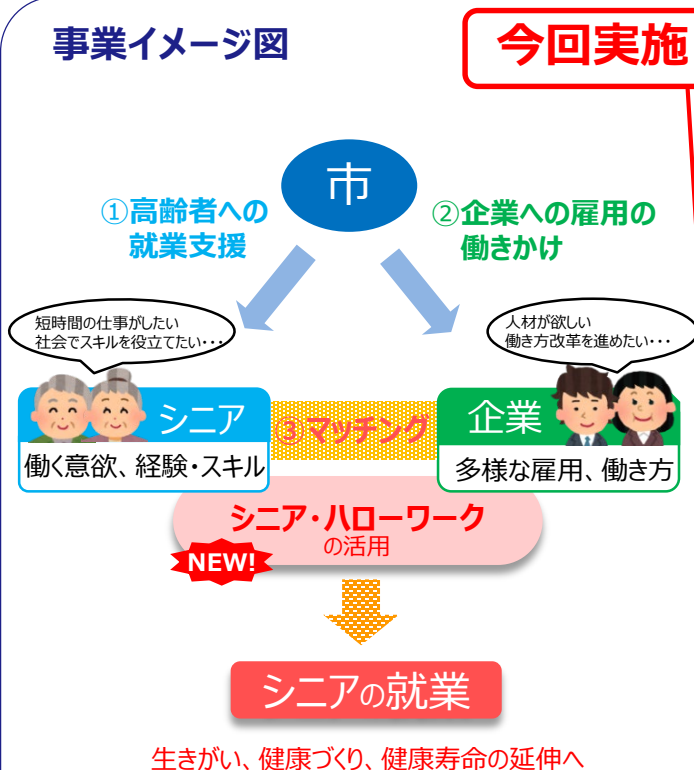 事業イメージ図
今回実施
市
①高齢者への
就業支援
②企業への雇用の
働きかけ
短時間の仕事がしたい
社会でスキルを役立てたい・・・
人材が欲しい
働き方改革を進めたい・・・
シニア
働く意欲、経験・スキル
③マッチング
企業
多様な雇用、働き方
シニア・ハローワーク
の活用
NEW!
シニアの就業
生きがい、健康づくり、健康寿命の延伸へ